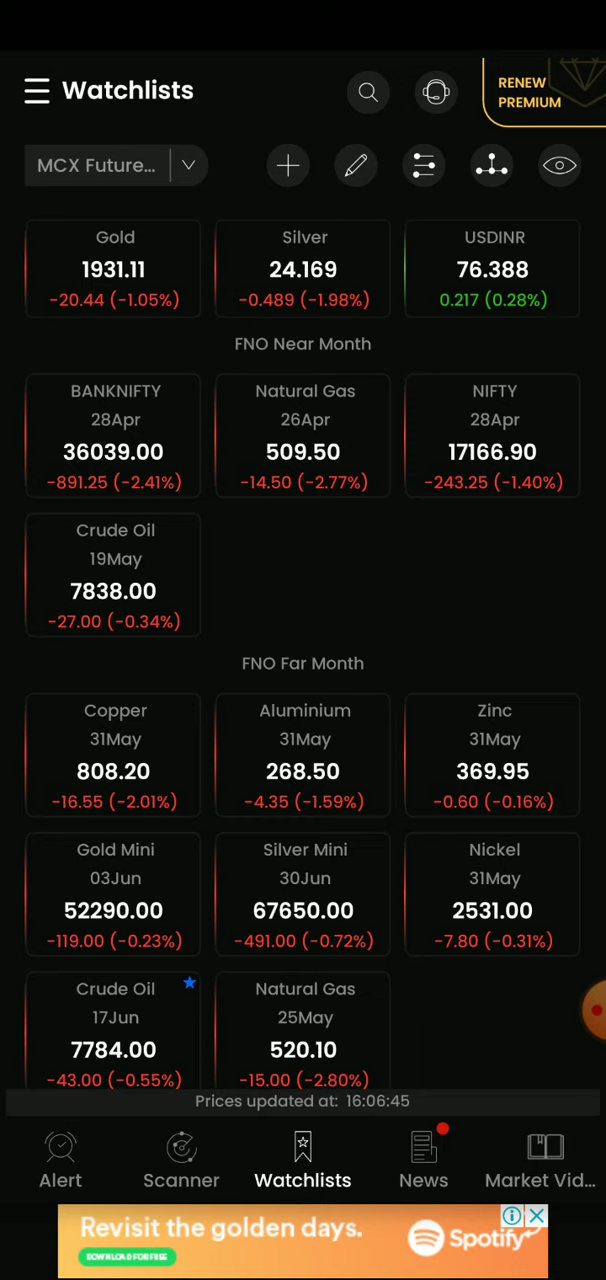 Watchlists
RENEW
PREMIUM
MCX Future...
Gold Silver USDINR
1931.11 24.169 76.388
-20.44 (-1.05%) -0.489 (-1.98%) 0.217 (0.28%)
FNO Near Month
BANKNIFTY Natural Gas NIFTY
28Apr 26Apr 28Apr
36039.00 509.50 17166.90
-891.25 (-2.41%) -14.50 (-2.77%) -243.25 (-1.40%)
Crude Oil
19May
7838.00
-27.00 (-0.34%)
FNO Far Month
Copper Aluminium Zinc
31May 31May 31May
808.20 268.50 369.95
-16.55 (-2.01%) -4.35 (-1.59%) -0.60 (-0.16%)
Gold Mini Silver Mini Nickel
03Jun 30Jun 31May
52290.00 67650.00 2531.00
-119.00 (-0.23%) -491.00 (-0.72%) -7.80 (-0.31%)
Crude Oil Natural Gas
17Jun 25May
7784.00 520.10
-43.00 (-0.55%) -15.00 (-2.80%)
Prices updated at: 16:06:45
Alert Scanner Watchlists News Market Vid...
Revisit the golden days.
DOWNLOAD FOR FREE
Spotify